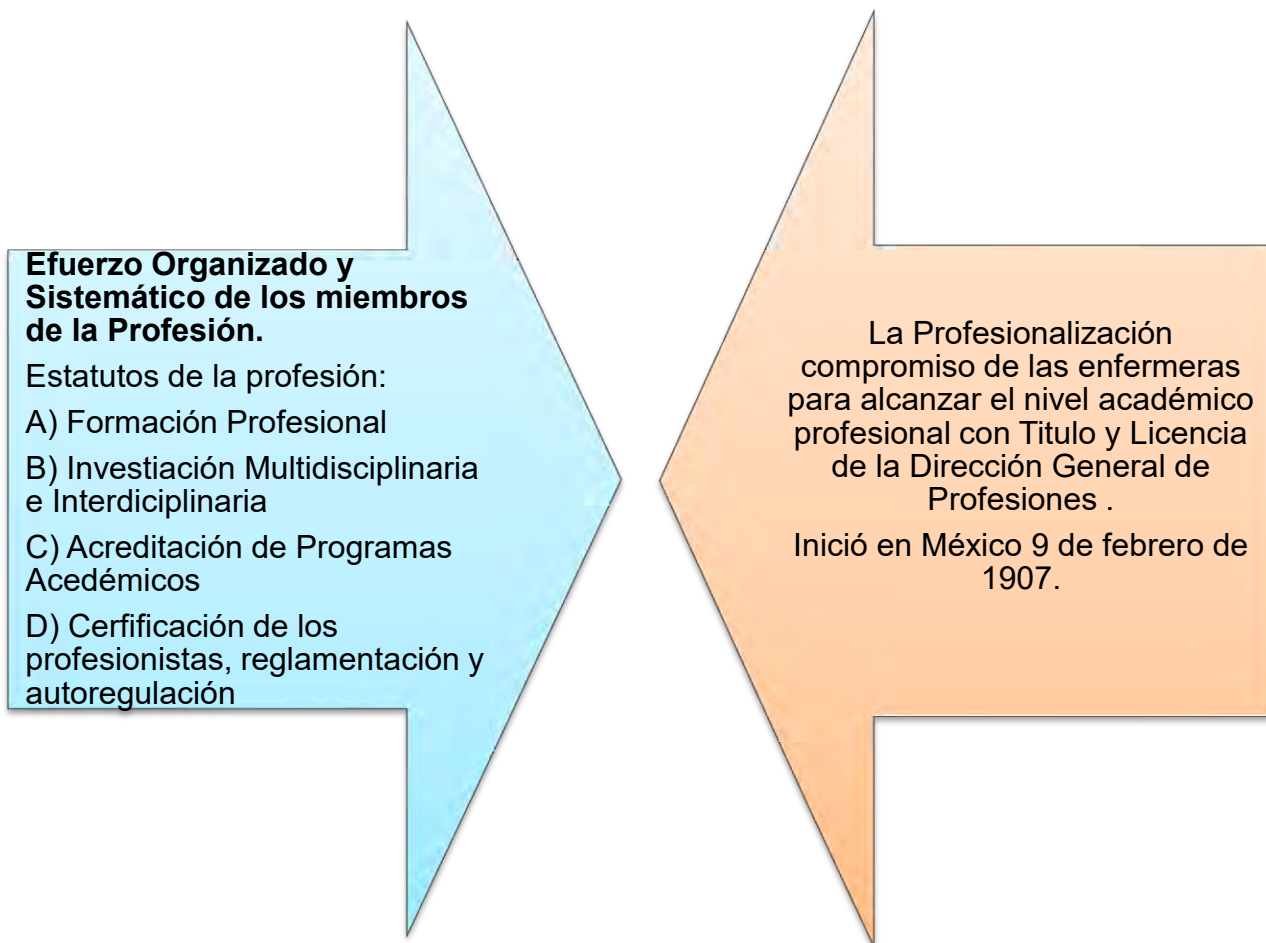 Efuerzo Organizado y
Sistemático de los miembros
de la Profesión.
Estatutos de la profesión:
A) Formación Profesional
B) Investiación Multidisciplinaria
e Interdiciplinaria
C) Acreditación de Programas
Acedémicos
D) Cerfificación de los
profesionistas, reglamentación y
autoregulación
La Profesionalización
compromiso de las enfermeras
para alcanzar el nivel académico
profesional con Titulo y Licencia
de la Dirección General de
Profesiones .
Inició en México 9 de febrero de
1907.